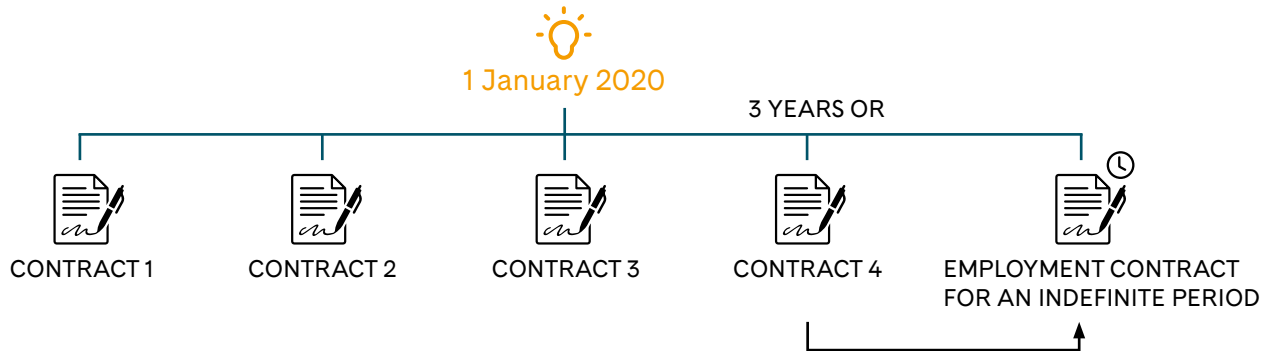 1 January 2020
3 YEARS OR
CONTRACT 1
CONTRACT 2
CONTRACT 3
CONTRACT 4
EMPLOYMENT CONTRACT
FOR AN INDEFINITE PERIOD